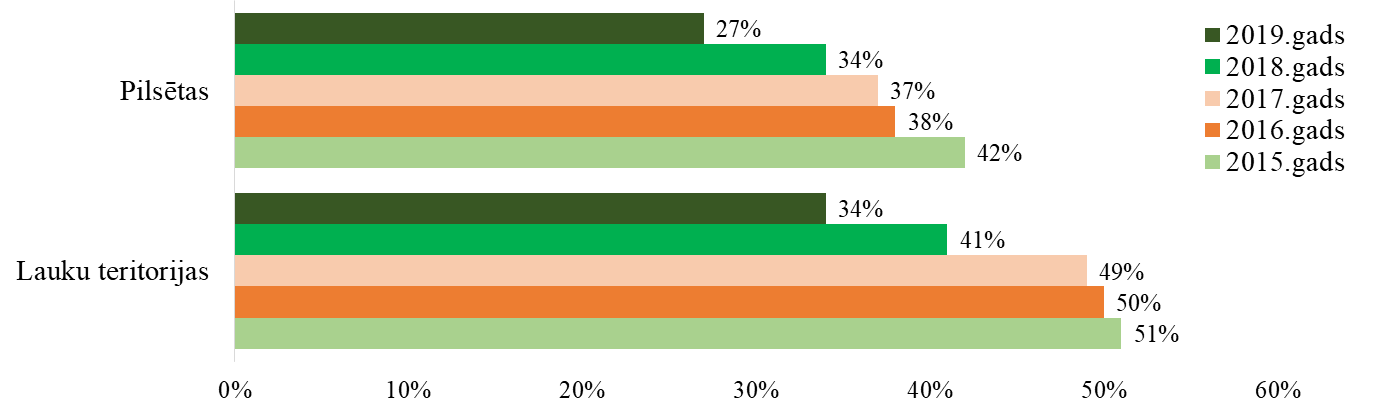 27%
34%
37%
38%
42%
Pilsētas
34%
41%
49%
50%
51%
Lauku teritorijas
0% 10% 20% 30% 40% 50% 60%
2019.gads
2018.gads
2017.gads
2016.gads
2015.gads